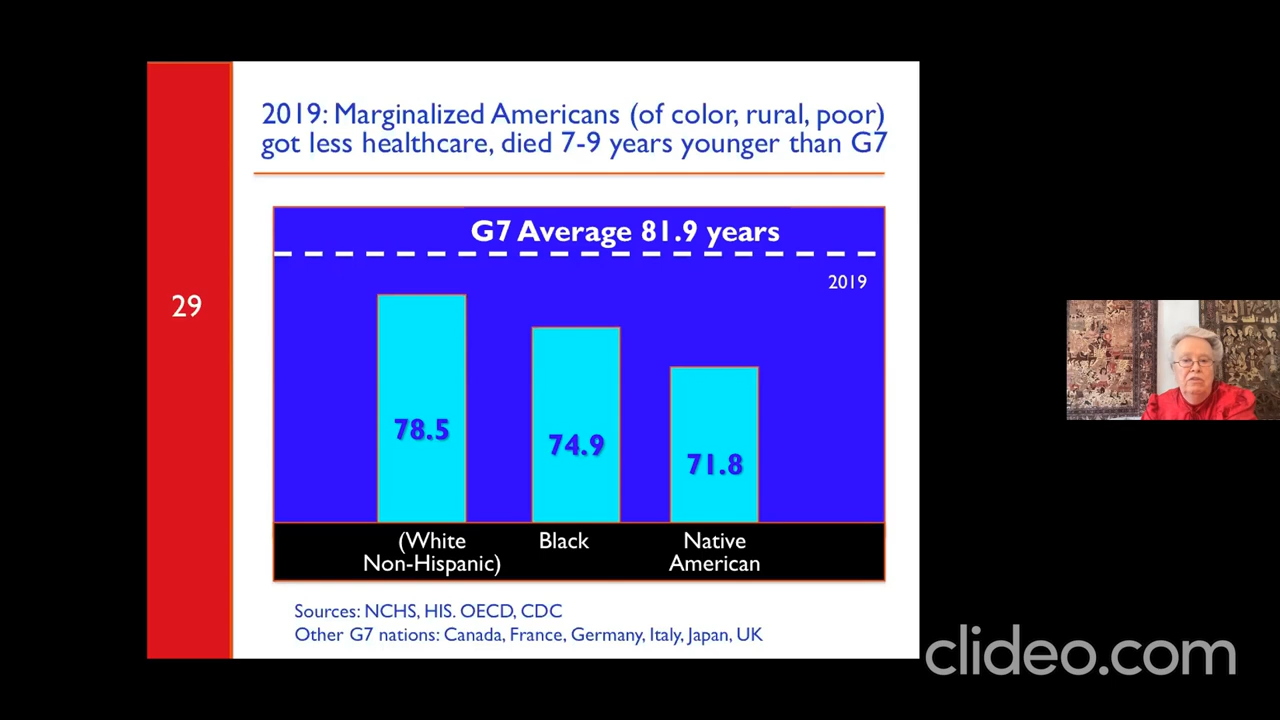 2019: Marginalized Americans (of color, rural, poor)
got less healthcare, died 7-9 years younger than G7
G7 Average 81.9 years
2019
29
78.5
74.9
71.8
(White
Non-Hispanic)
Black
Native
American
Sources: NCHS, HIS. OECD, CDC
Other G7 nations: Canada, France, Germany, Italy, Japan, UK
clideo.com